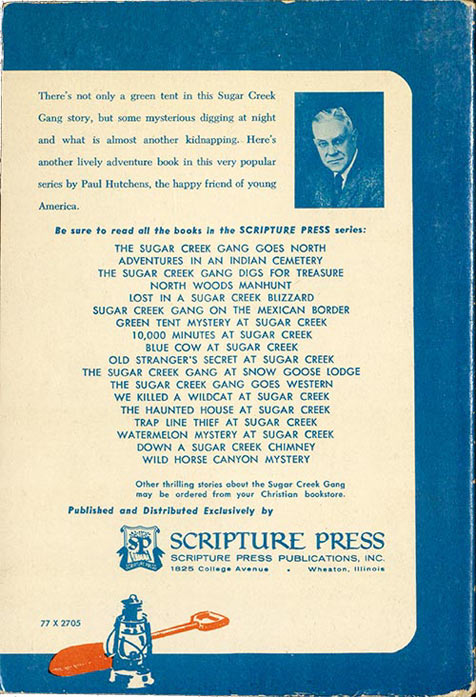 There's not only a green tent in this Sugar Creek
Gang story, but some mysterious digging at night
and what is almost another kidnapping. Here's
another lively adventure book in this very popular
series by Paul Hutchens, the happy friend of young
America.
Be sure to read all the books in the SCRIPTURE PRESS series:
THE SUGAR CREEK GANG GOES NORTH
ADVENTURES IN AN INDIAN CEMETERY
THE SUGAR CREEK GANG DIGS FOR TREASURE
NORTH WOODS MANHUNT
LOST IN A SUGAR CREEK BLIZZARD
SUGAR CREEK GANG ON THE MEXICAN BORDER
GREEN TENT MYSTERY AT SUGAR CREEK
10,000 MINUTES AT SUGAR CREEK
BLUE COW AT SUGAR CREEK
OLD STRANGER'S SECRET AT SUGAR CREEK
THE SUGAR CREEK GANG AT SNOW GOOSE LODGE
THE SUGAR CREEK GANG GOES WESTERN
WE KILLED A WILDCAT AT SUGAR CREEK
THE HAUNTED HOUSE AT SUGAR CREEK
TRAP LINE THIEF AT SUGAR CREEK
WATERMELON MYSTERY AT SUGAR CREEK
DOWN A SUGAR CREEK CHIMNEY
WILD HORSE CANYON MYSTERY
Other thrilling stories about the Sugar Creek Gang
may be ordered from your Christian bookstore.
Published and Distributed Exclusively by
SP
SCRIPTURE PRESS
SCRIPTURE PRESS
SCRIPTURE PRESS PUBLICATIONS, INC.
1825 College Avenue • Wheaton, Illinois
77 X 2705